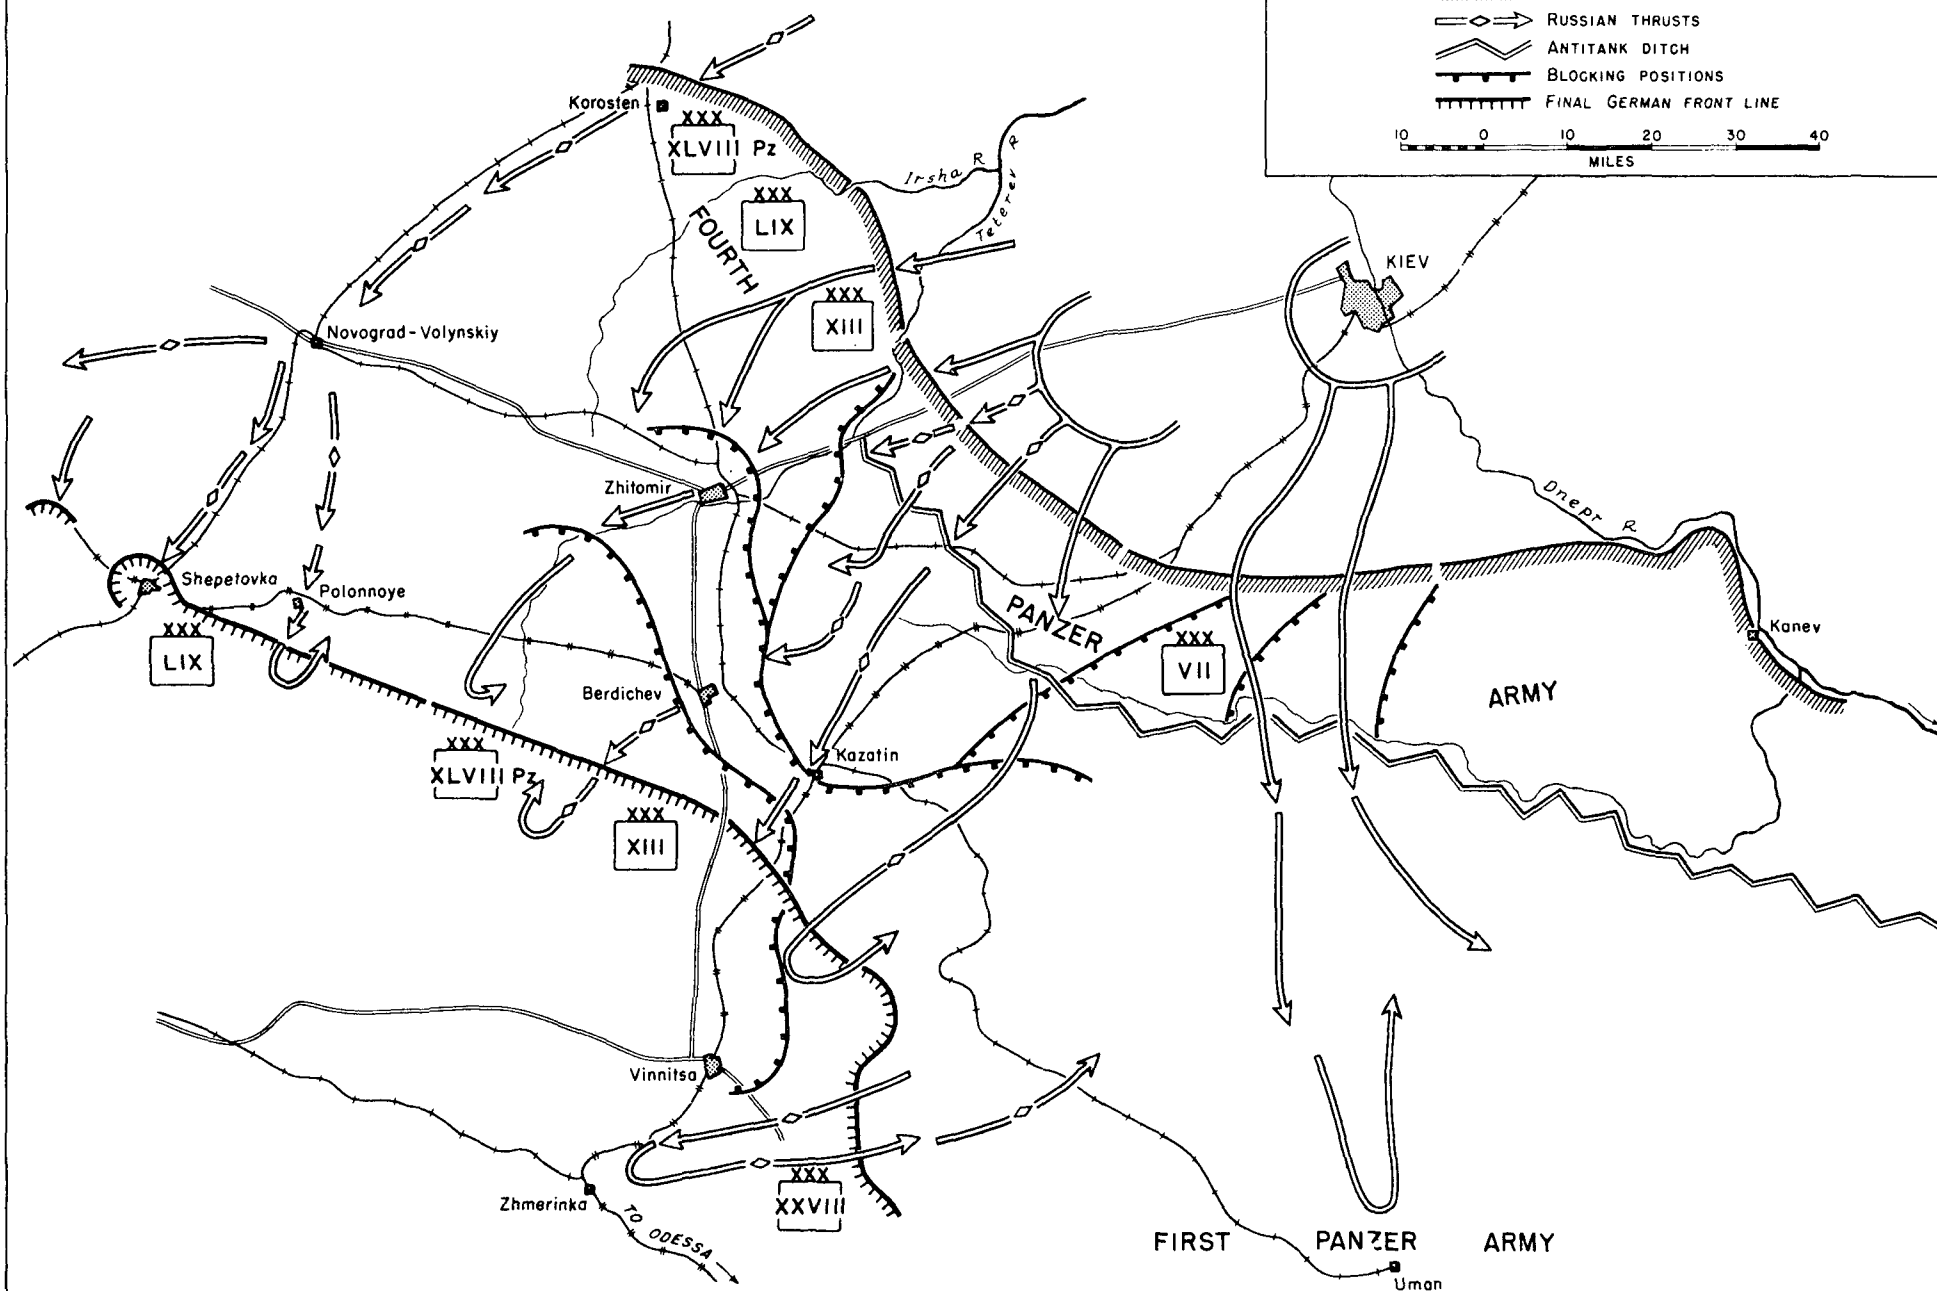 RUSSIAN THRUSTS
ANTITANK DITCH
BLOCKING POSITIONS
FINAL GERMAN FRONT LINE
10 0 10 20 30 40
MILES
Korosten
XXX
XLVIII Pz
Irsha R
Teterev R
XXX
LIX
FOURTH
KIEV
XXX
XIII
Novograd-Volynskiy
Zhitomir
Dnepr R
Shepetovka
Polonnoye
PANZER
Kanev
XXX
LIX
XXX
VII
Berdichev
ARMY
XXX
XLVIII Pz
Kazatin
XXX
XIII
Vinnitsa
XXX
XXVIII
Zhmerinka
TO ODESSA
FIRST PANZER ARMY
Uman